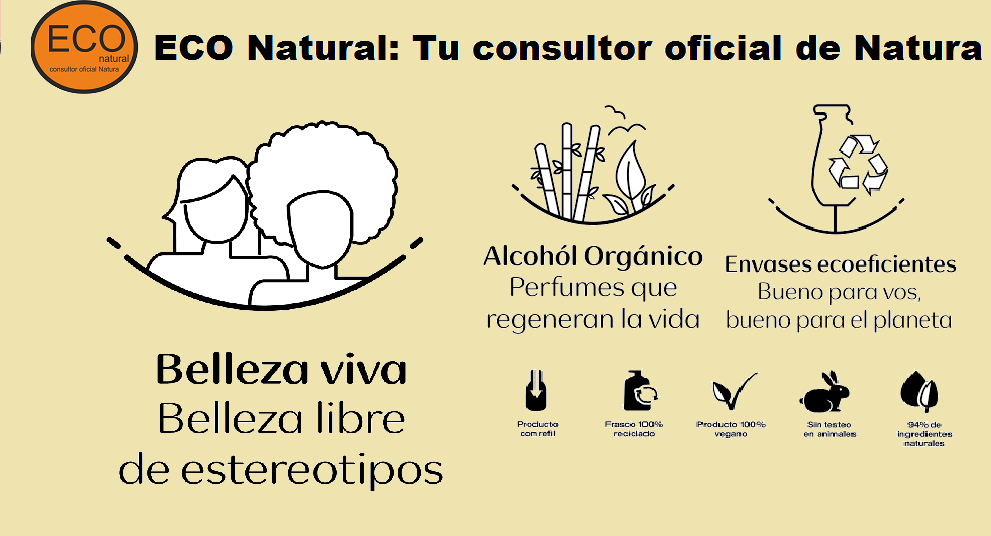 ECO
natural
consultor oficial Natura
ECO Natural: Tu consultor oficial de Natura
Belleza viva
Belleza libre
de estereotipos
Alcohól Orgánico
Perfumes que
regeneran la vida
Envases ecoeficientes
Bueno para vos,
bueno para el planeta
Producto
com refil
Frasco 100%
reciclado
Producto 100%
vegano
Sin testeo
en animales
94% de
ingredientes
naturales